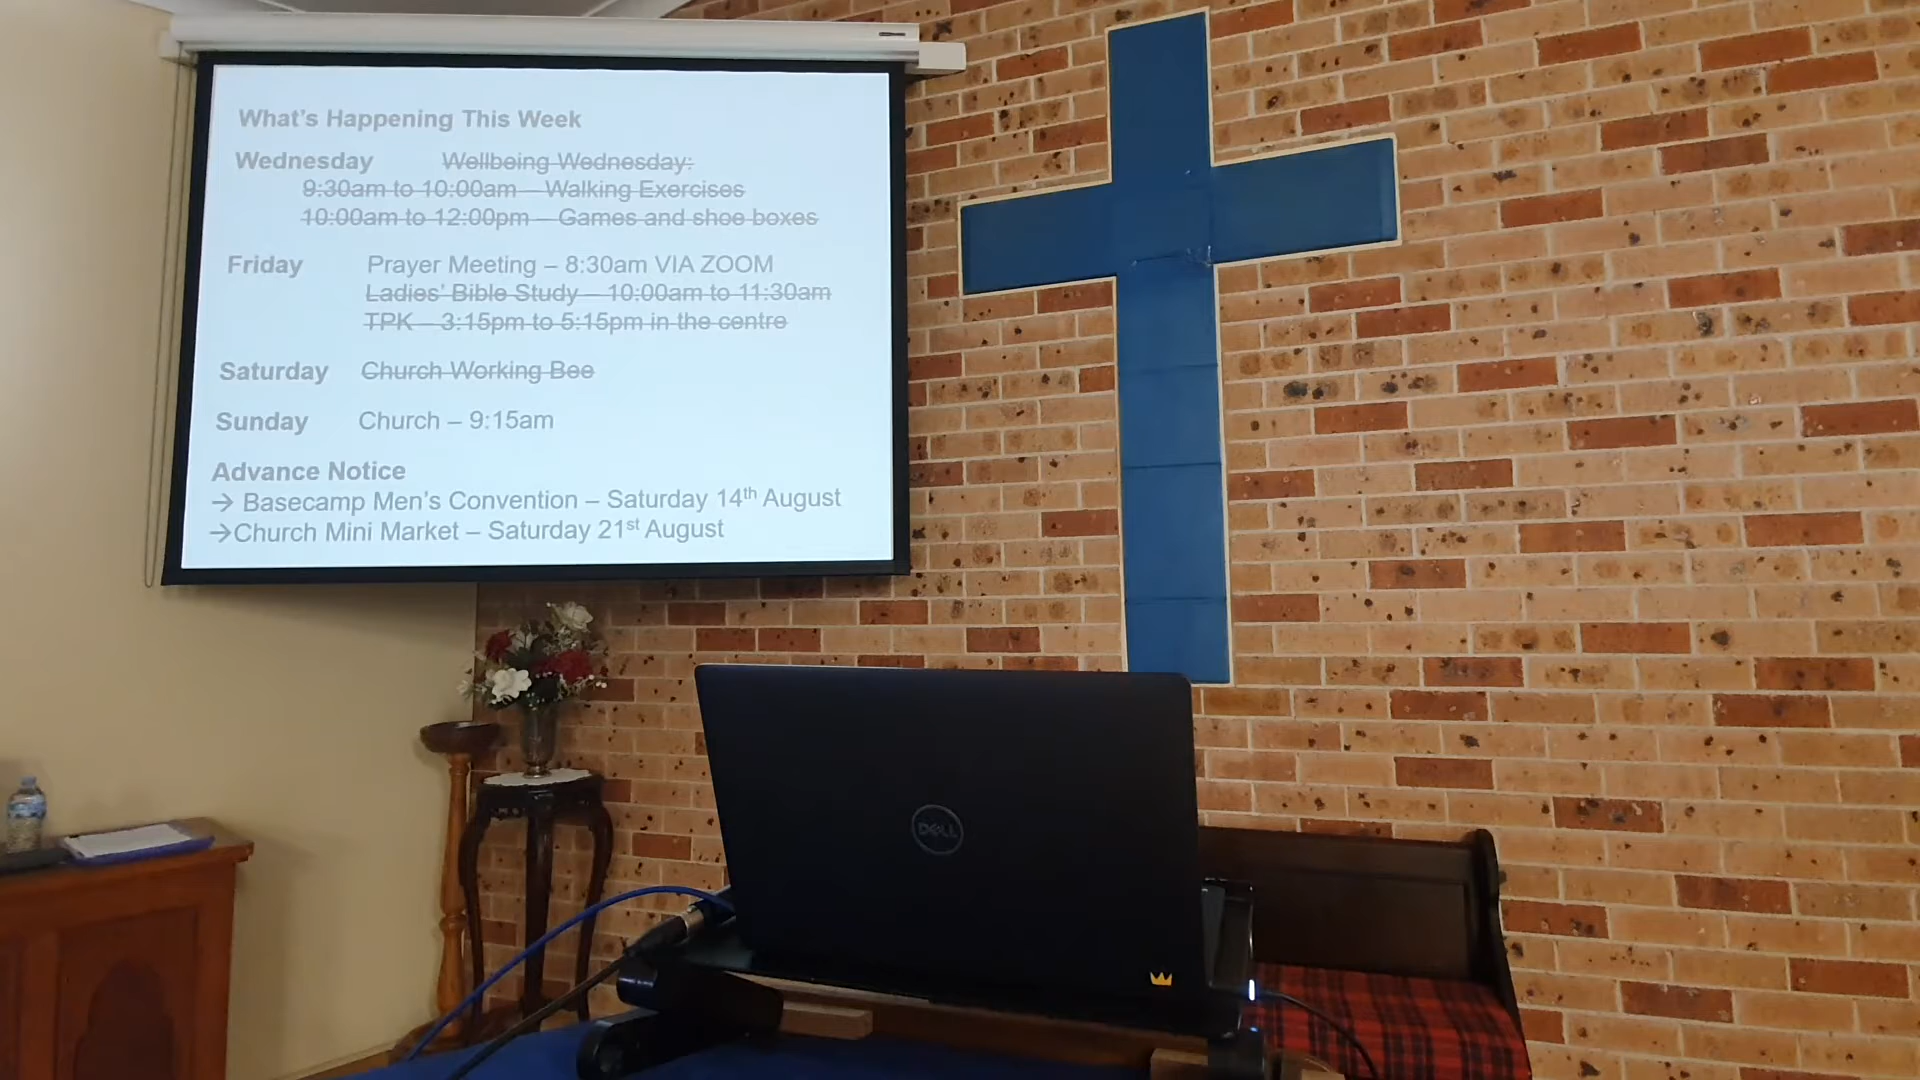 What's Happening This Week
Wednesday Wellbeing Wednesday:
9:30am to 10:00am – Walking Exercises
10:00am to 12:00pm – Games and shoe boxes
Friday Prayer Meeting – 8:30am VIA ZOOM
Ladies' Bible Study – 10:00am to 11:30am
TPK – 3:15pm to 5:15pm in the centre
Saturday Church Working Bee
Sunday Church – 9:15am
Advance Notice
→ Basecamp Men's Convention – Saturday 14th August
→Church Mini Market – Saturday 21st August
DELL